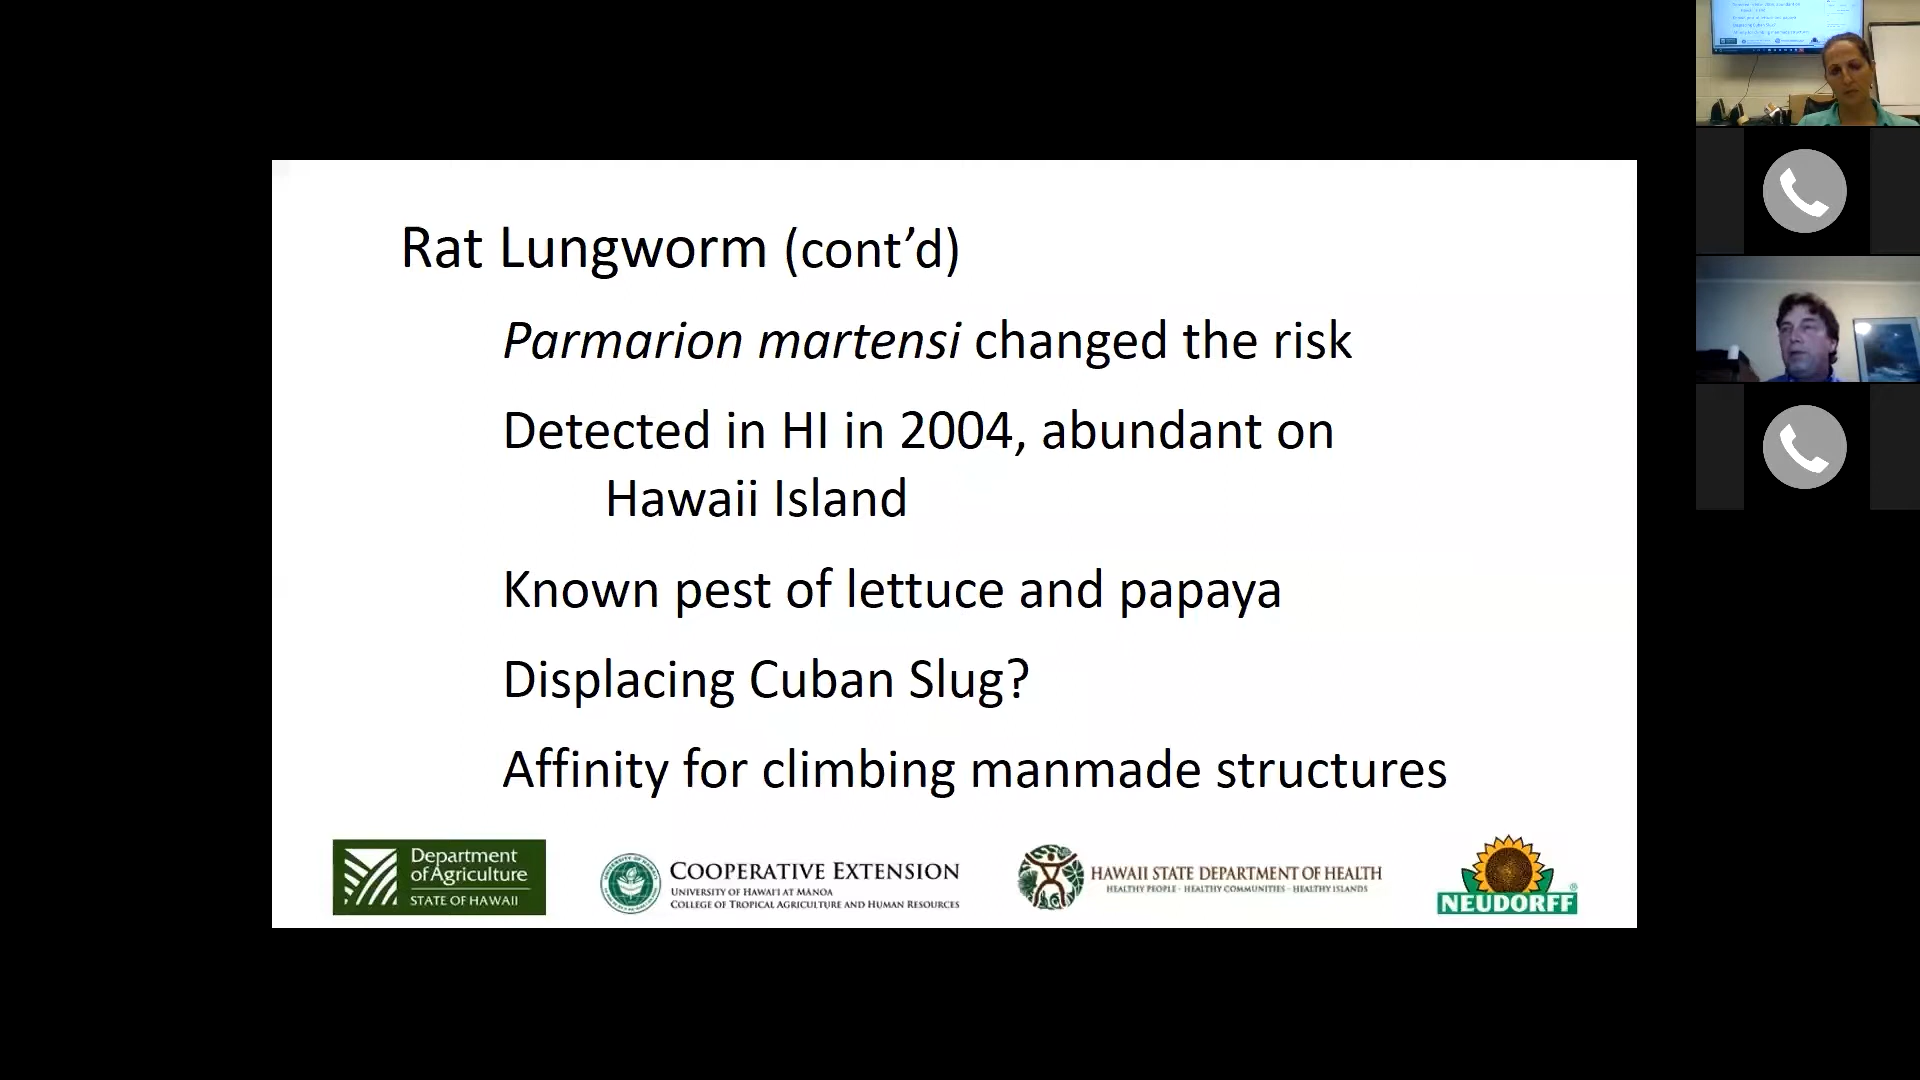 Rat Lungworm (cont’d)
Parmarion martensi changed the risk
Detected in HI in 2004, abundant on
Hawaii Island
Known pest of lettuce and papaya
Displacing Cuban Slug?
Affinity for climbing manmade structures
Department
of Agriculture
STATE OF HAWAII
COOPERATIVE EXTENSION
UNIVERSITY OF HAWAI‘I AT MĀNOA
COLLEGE OF TROPICAL AGRICULTURE AND HUMAN RESOURCES
HAWAII STATE DEPARTMENT OF HEALTH
HEALTHY PEOPLE - HEALTHY COMMUNITIES - HEALTHY ISLANDS
NEUDORFF®